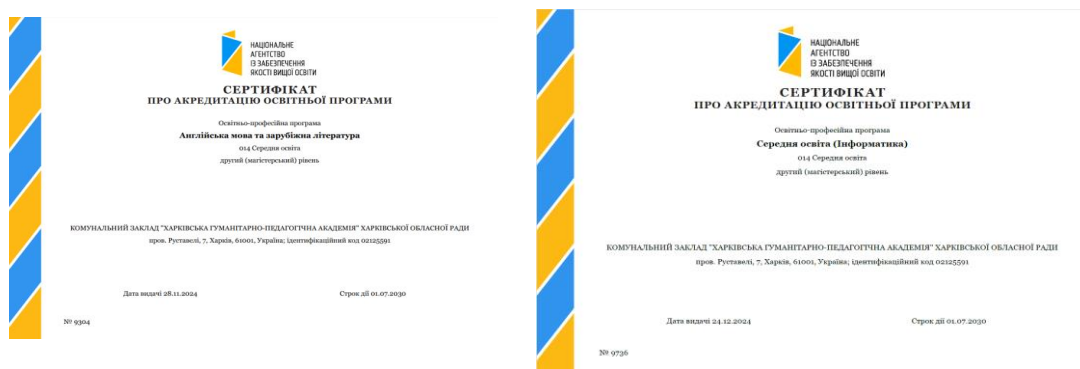 НАЦІОНАЛЬНЕ
АГЕНТСТВО
ІЗ ЗАБЕЗПЕЧЕННЯ
ЯКОСТІ ВИЩОЇ ОСВІТИ
СЕРТИФІКАТ
ПРО АКРЕДИТАЦІЮ ОСВІТНЬОЇ ПРОГРАМИ
Освітньо-професійна програма
Англійська мова та зарубіжна література
014 Середня освіта
другий (магістерський) рівень
КОМУНАЛЬНИЙ ЗАКЛАД "ХАРКІВСЬКА ГУМАНІТАРНО-ПЕДАГОГІЧНА АКАДЕМІЯ" ХАРКІВСЬКОЇ ОБЛАСНОЇ РАДИ
пров. Руставелі, 7, Харків, 61001, Україна; ідентифікаційний код 02125591
Дата видачі 28.11.2024 Строк дії 01.07.2030
№ 9304
НАЦІОНАЛЬНЕ
АГЕНТСТВО
ІЗ ЗАБЕЗПЕЧЕННЯ
ЯКОСТІ ВИЩОЇ ОСВІТИ
СЕРТИФІКАТ
ПРО АКРЕДИТАЦІЮ ОСВІТНЬОЇ ПРОГРАМИ
Освітньо-професійна програма
Середня освіта (Інформатика)
014 Середня освіта
другий (магістерський) рівень
КОМУНАЛЬНИЙ ЗАКЛАД "ХАРКІВСЬКА ГУМАНІТАРНО-ПЕДАГОГІЧНА АКАДЕМІЯ" ХАРКІВСЬКОЇ ОБЛАСНОЇ РАДИ
пров. Руставелі, 7, Харків, 61001, Україна; ідентифікаційний код 02125591
Дата видачі 24.12.2024 Строк дії 01.07.2030
№ 9736